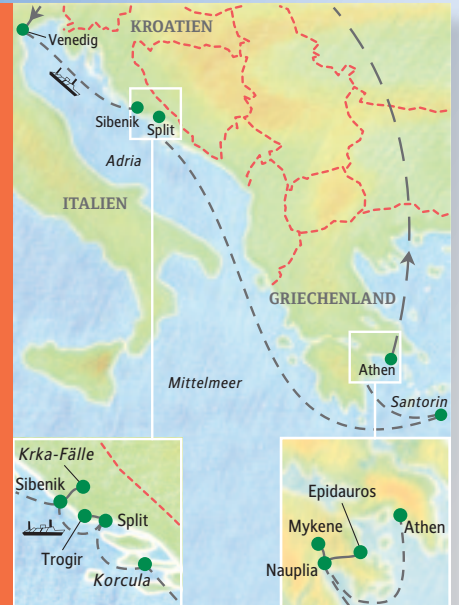 KROATIEN
Venedig
Sibenik
Split
Adria
ITALIEN
GRIECHENLAND
Athen
Mittelmeer
Santorin
Krka-Fälle
Sibenik
Split
Trogir
Korcula
Epidauros
Mykene
Athen
Nauplia